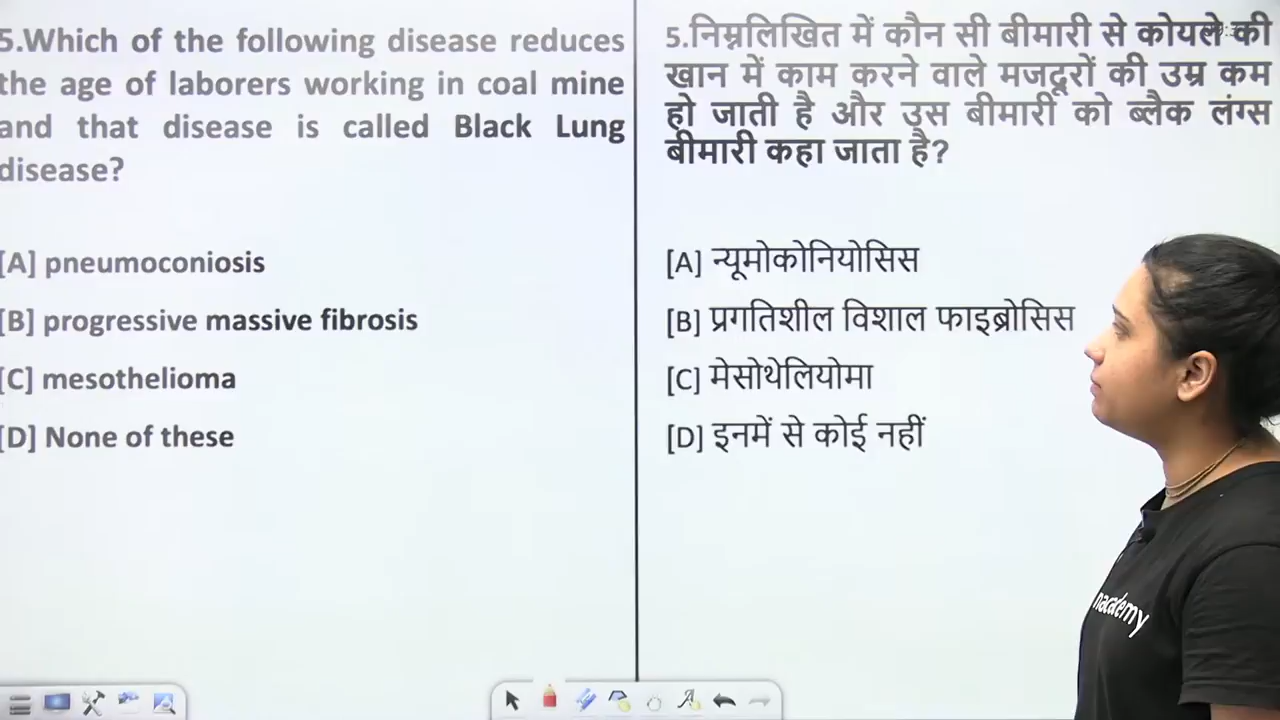 5.Which of the following disease reduces
the age of laborers working in coal mine
and that disease is called Black Lung
disease?
[A] pneumoconiosis
[B] progressive massive fibrosis
[C] mesothelioma
[D] None of these
5.निम्नलिखित में कौन सी बीमारी से कोयले की
खान में काम करने वाले मजदूरों की उम्र कम
हो जाती है और उस बीमारी को ब्लैक लंग्स
बीमारी कहा जाता है?
[A] न्यूमोकोनियोसिस
[B] प्रगतिशील विशाल फाइब्रोसिस
[C] मेसोथेलियोमा
[D] इनमें से कोई नहीं
nacademy